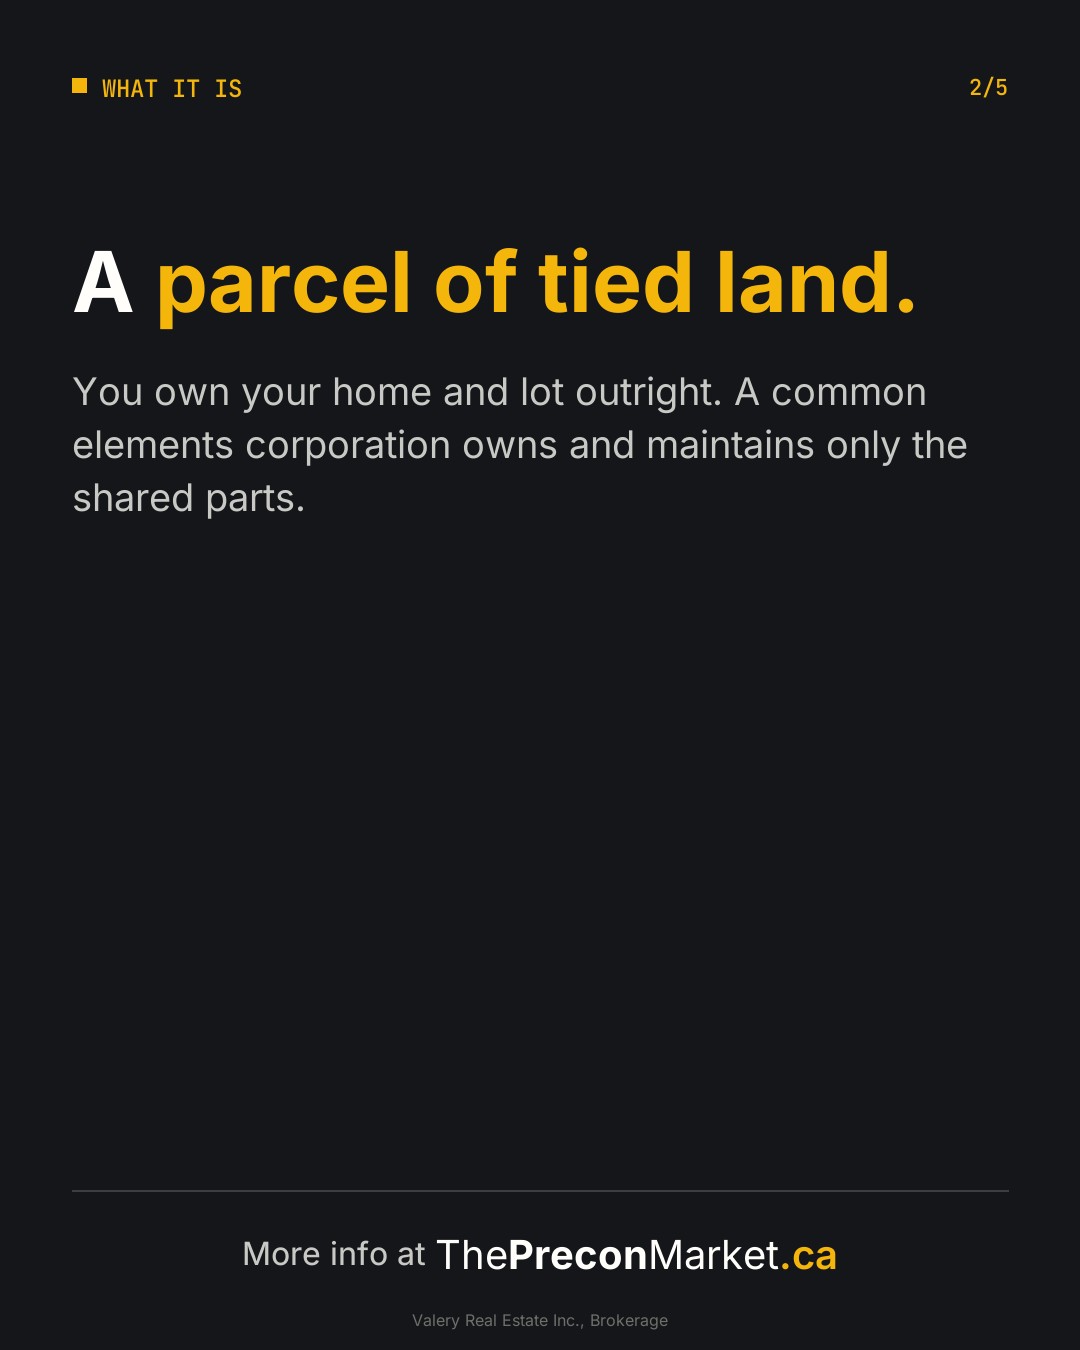 WHAT IT IS
2/5
A parcel of tied land.
You own your home and lot outright. A common
elements corporation owns and maintains only the
shared parts.
More info at ThePreconMarket.ca
Valery Real Estate Inc., Brokerage